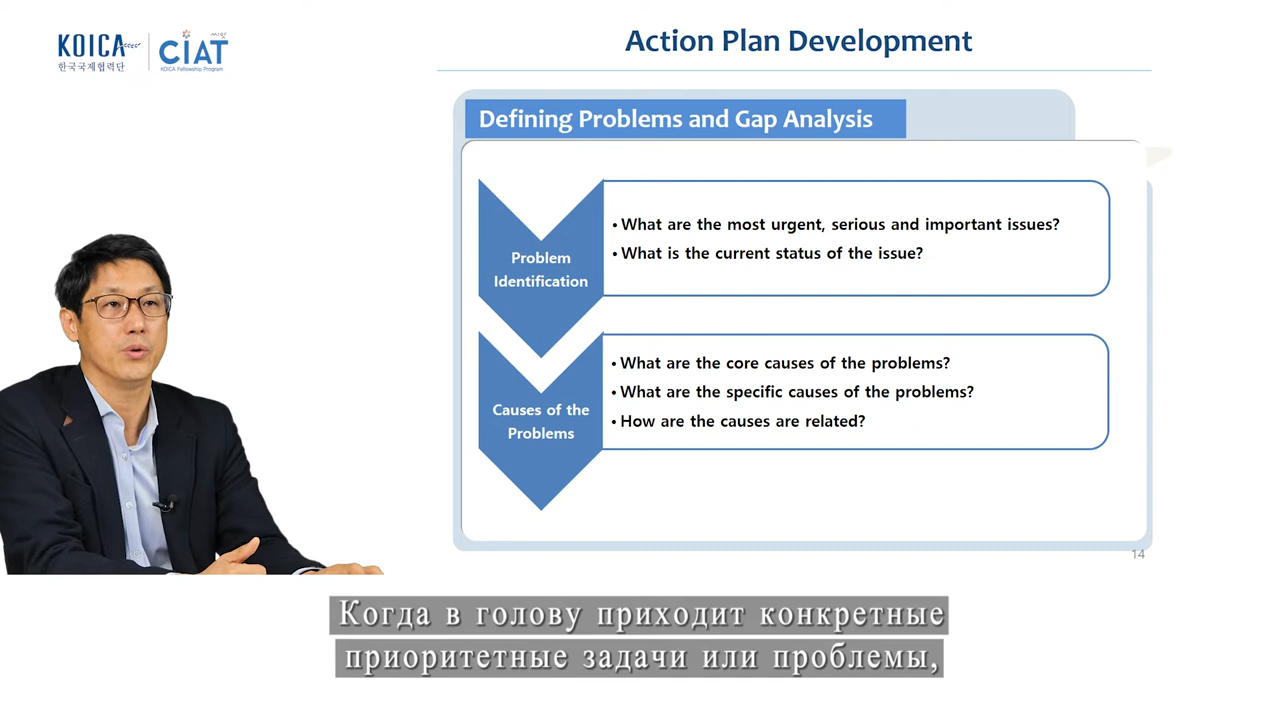 KOICA
한국국제협력단
CIAT
KOICA Fellowship Program
Action Plan Development
Defining Problems and Gap Analysis
Problem
Identification
• What are the most urgent, serious and important issues?
• What is the current status of the issue?
Causes of the
Problems
• What are the core causes of the problems?
• What are the specific causes of the problems?
• How are the causes are related?
14
Когда в голову приходит конкретные
приоритетные задачи или проблемы,